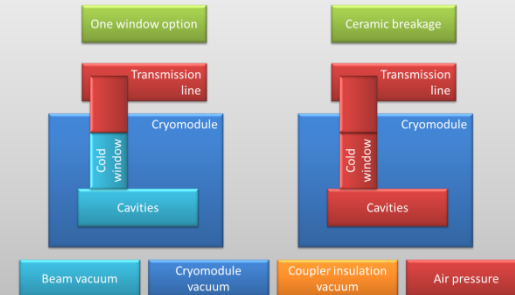 One window option
Ceramic breakage
Transmission
line
Transmission
line
Cryomodule
Cryomodule
Cold
window
Cold
window
Cavities
Cavities
Beam vacuum
Cryomodule
vacuum
Coupler insulation
vacuum
Air pressure